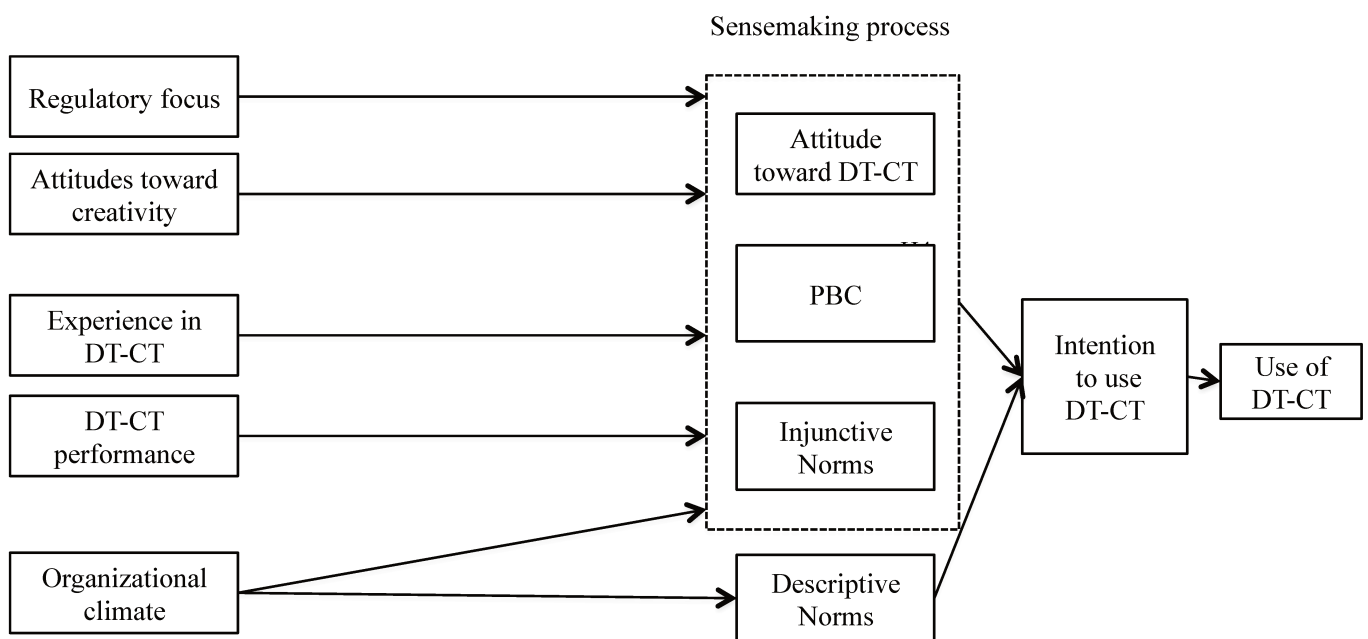 Sensemaking process
Regulatory focus
Attitudes toward
creativity
Experience in
DT-CT
DT-CT
performance
Organizational
climate
Attitude
toward DT-CT
PBC
Injunctive
Norms
Descriptive
Norms
Intention
to use
DT-CT
Use of
DT-CT